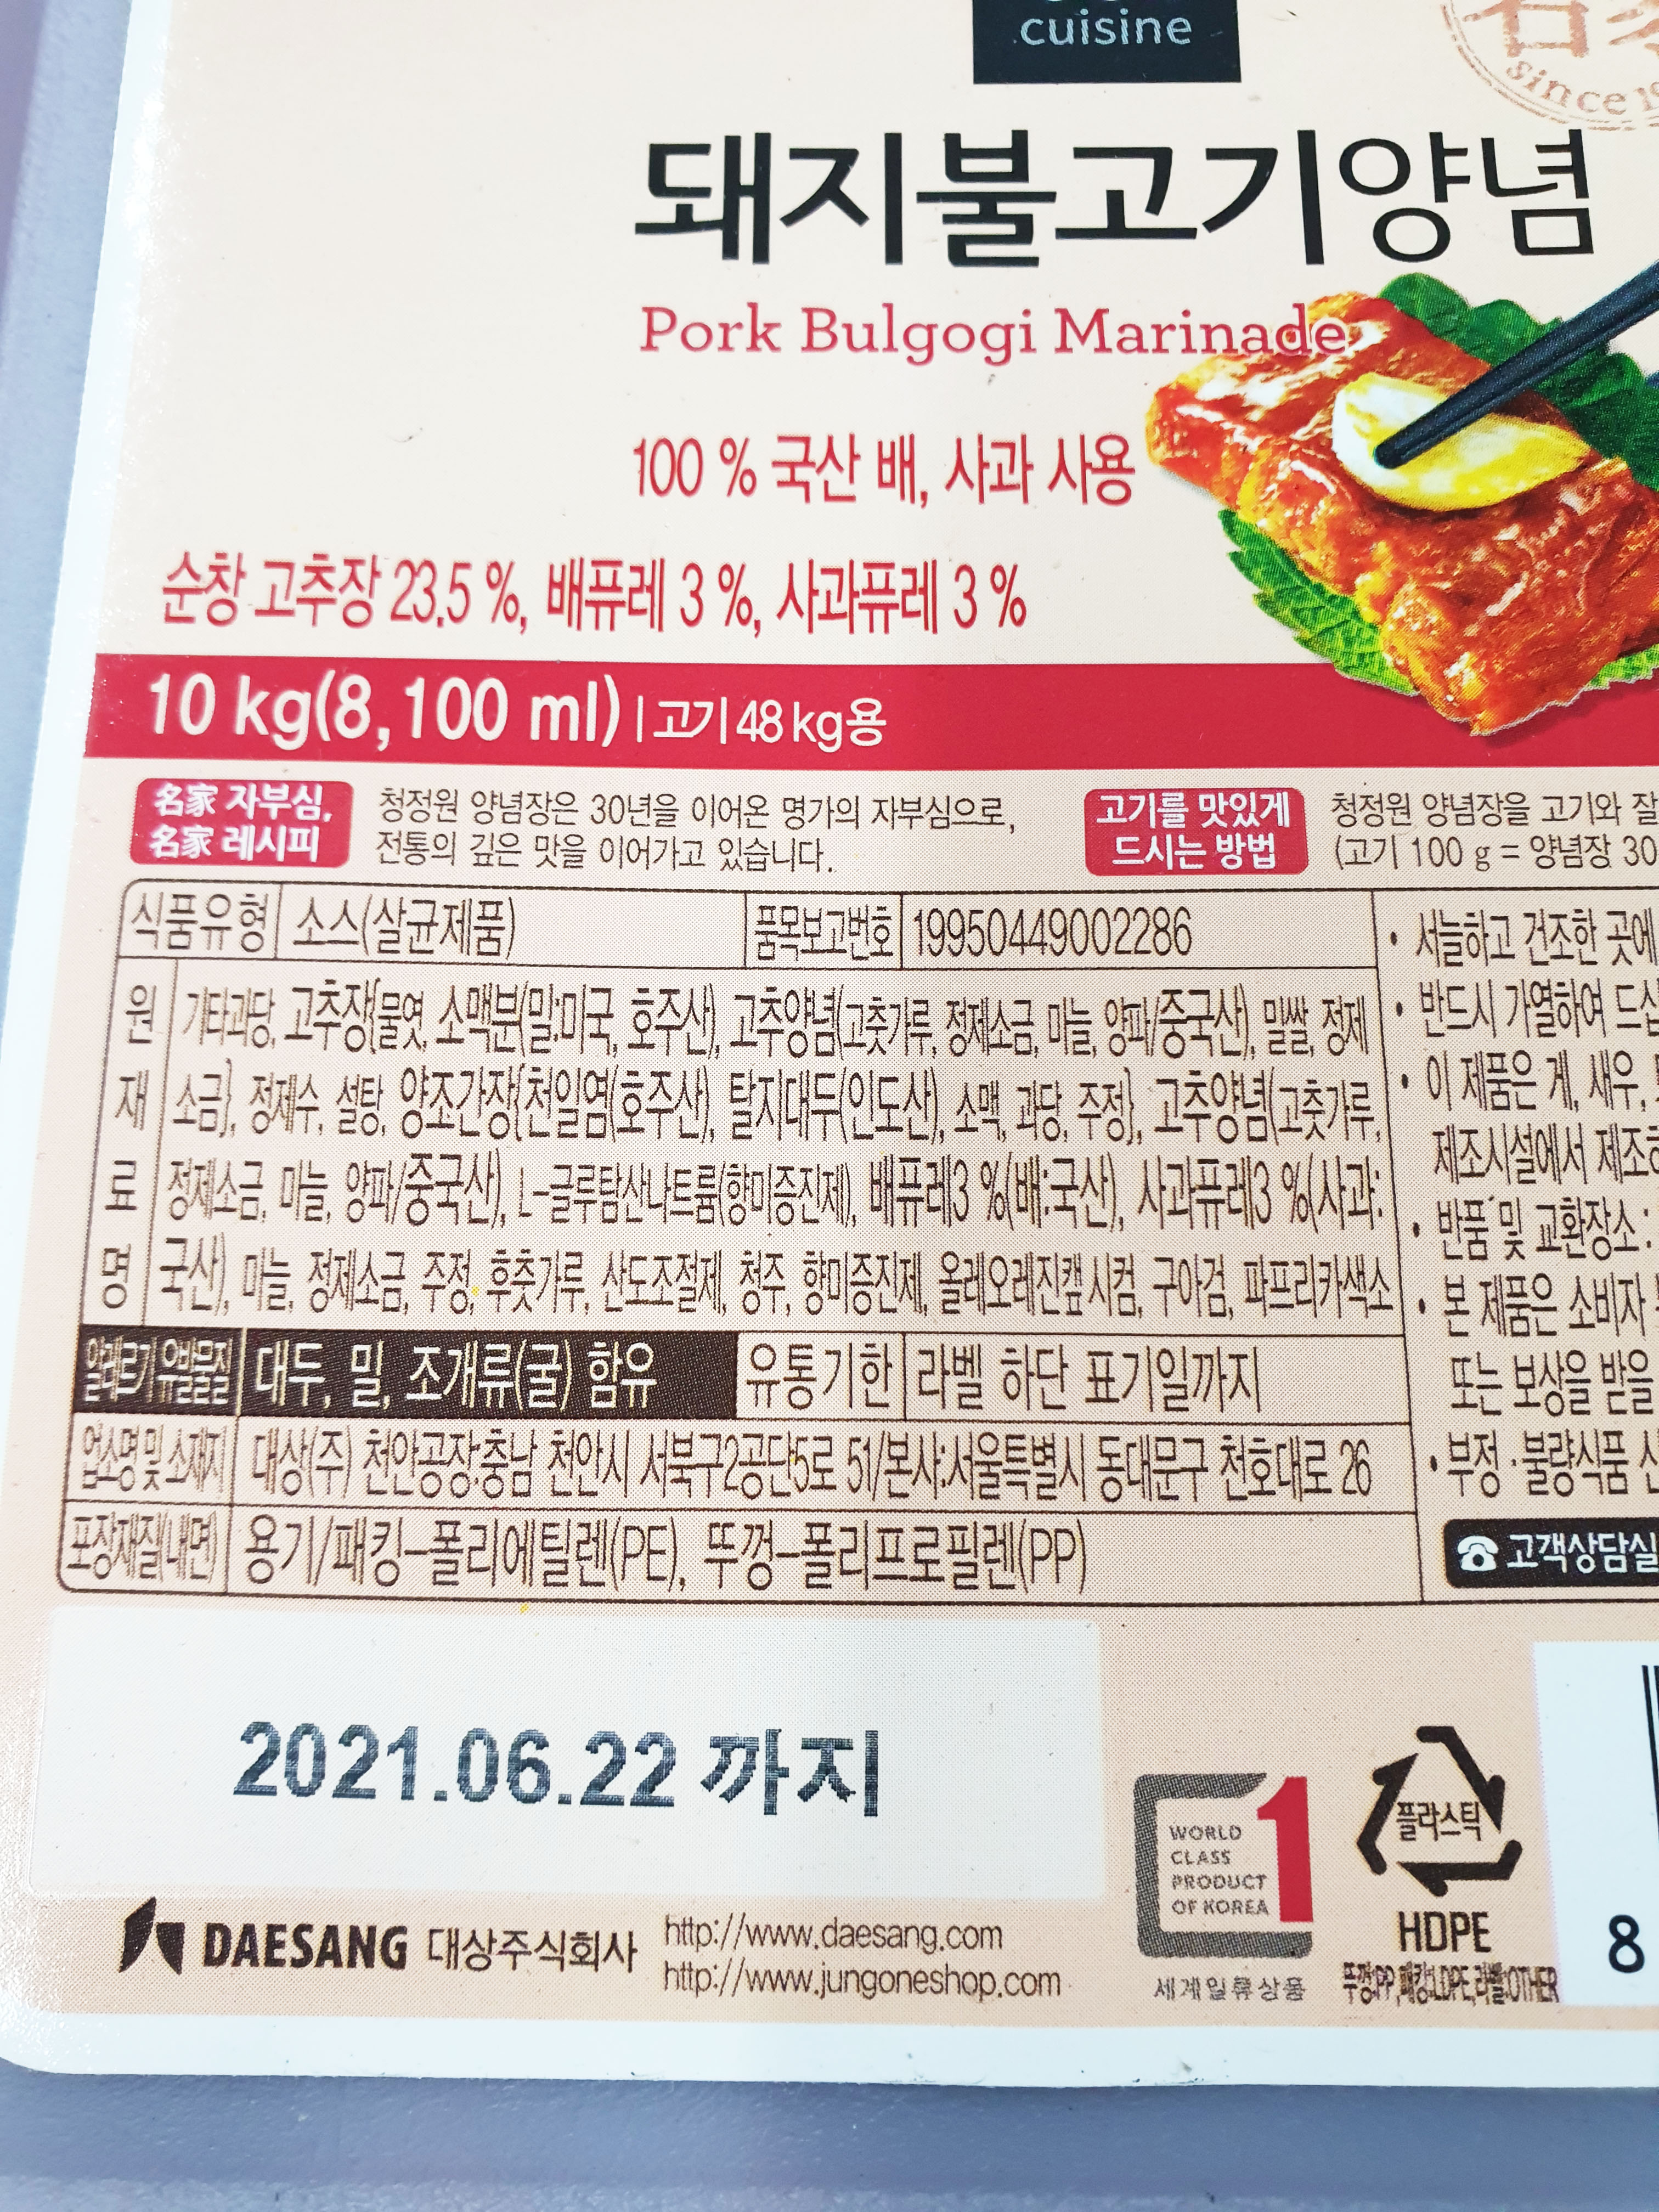 cuisine
since
돼지불고기양념
Pork Bulgogi Marinade
100 % 국산 배, 사과 사용
순창 고추장 23.5 %, 배퓨레 3 %, 사과퓨레 3 %
10 kg(8,100 ml) | 고기 48 kg용
名家 자부심,
名家 레시피
청정원 양념장은 30년을 이어온 명가의 자부심으로,
전통의 깊은 맛을 이어가고 있습니다.
고기를 맛있게
드시는 방법
청정원 양념장을 고기와 잘
(고기 100 g = 양념장 30
식품유형 소스(살균제품) 품목보고번호 19950449002286
원재료명
기타과당, 고추장{물엿, 소맥분(밀:미국, 호주산), 고추양념(고춧가루, 정제소금, 마늘, 양파/중국산), 밀쌀, 정제
소금}, 정제수, 설탕, 양조간장{천일염(호주산), 탈지대두(인도산), 소맥, 과당, 주정}, 고추양념(고춧가루,
정제소금, 마늘, 양파/중국산), L-글루탐산나트륨(향미증진제), 배퓨레3 %(배:국산), 사과퓨레3 %(사과:
국산), 마늘, 정제소금, 주정, 후춧가루, 산도조절제, 청주, 향미증진제, 올레오레진캪시컴, 구아검, 파프리카색소
알레르기 유발물질 대두, 밀, 조개류(굴) 함유 유통기한 라벨 하단 표기일까지
업소명 및 소재지 대상(주) 천안공장:충남 천안시 서북구2공단5로 51/본사:서울특별시 동대문구 천호대로 26
포장재질(내면) 용기/패킹-폴리에틸렌(PE), 뚜껑-폴리프로필렌(PP)
• 서늘하고 건조한 곳에
• 반드시 가열하여 드십
• 이 제품은 게, 새우,
제조시설에서 제조하
• 반품 및 교환장소:
• 본 제품은 소비자
또는 보상을 받을
• 부정·불량식품 신
☎ 고객상담실
2021.06.22 까지
DAESANG 대상주식회사
http://www.daesang.com
http://www.jungoneshop.com
WORLD
CLASS
PRODUCT
OF KOREA
1
세계일류상품
플라스틱
HDPE
뚜껑:PP, 패킹:LDPE, 라벨:OTHER
8